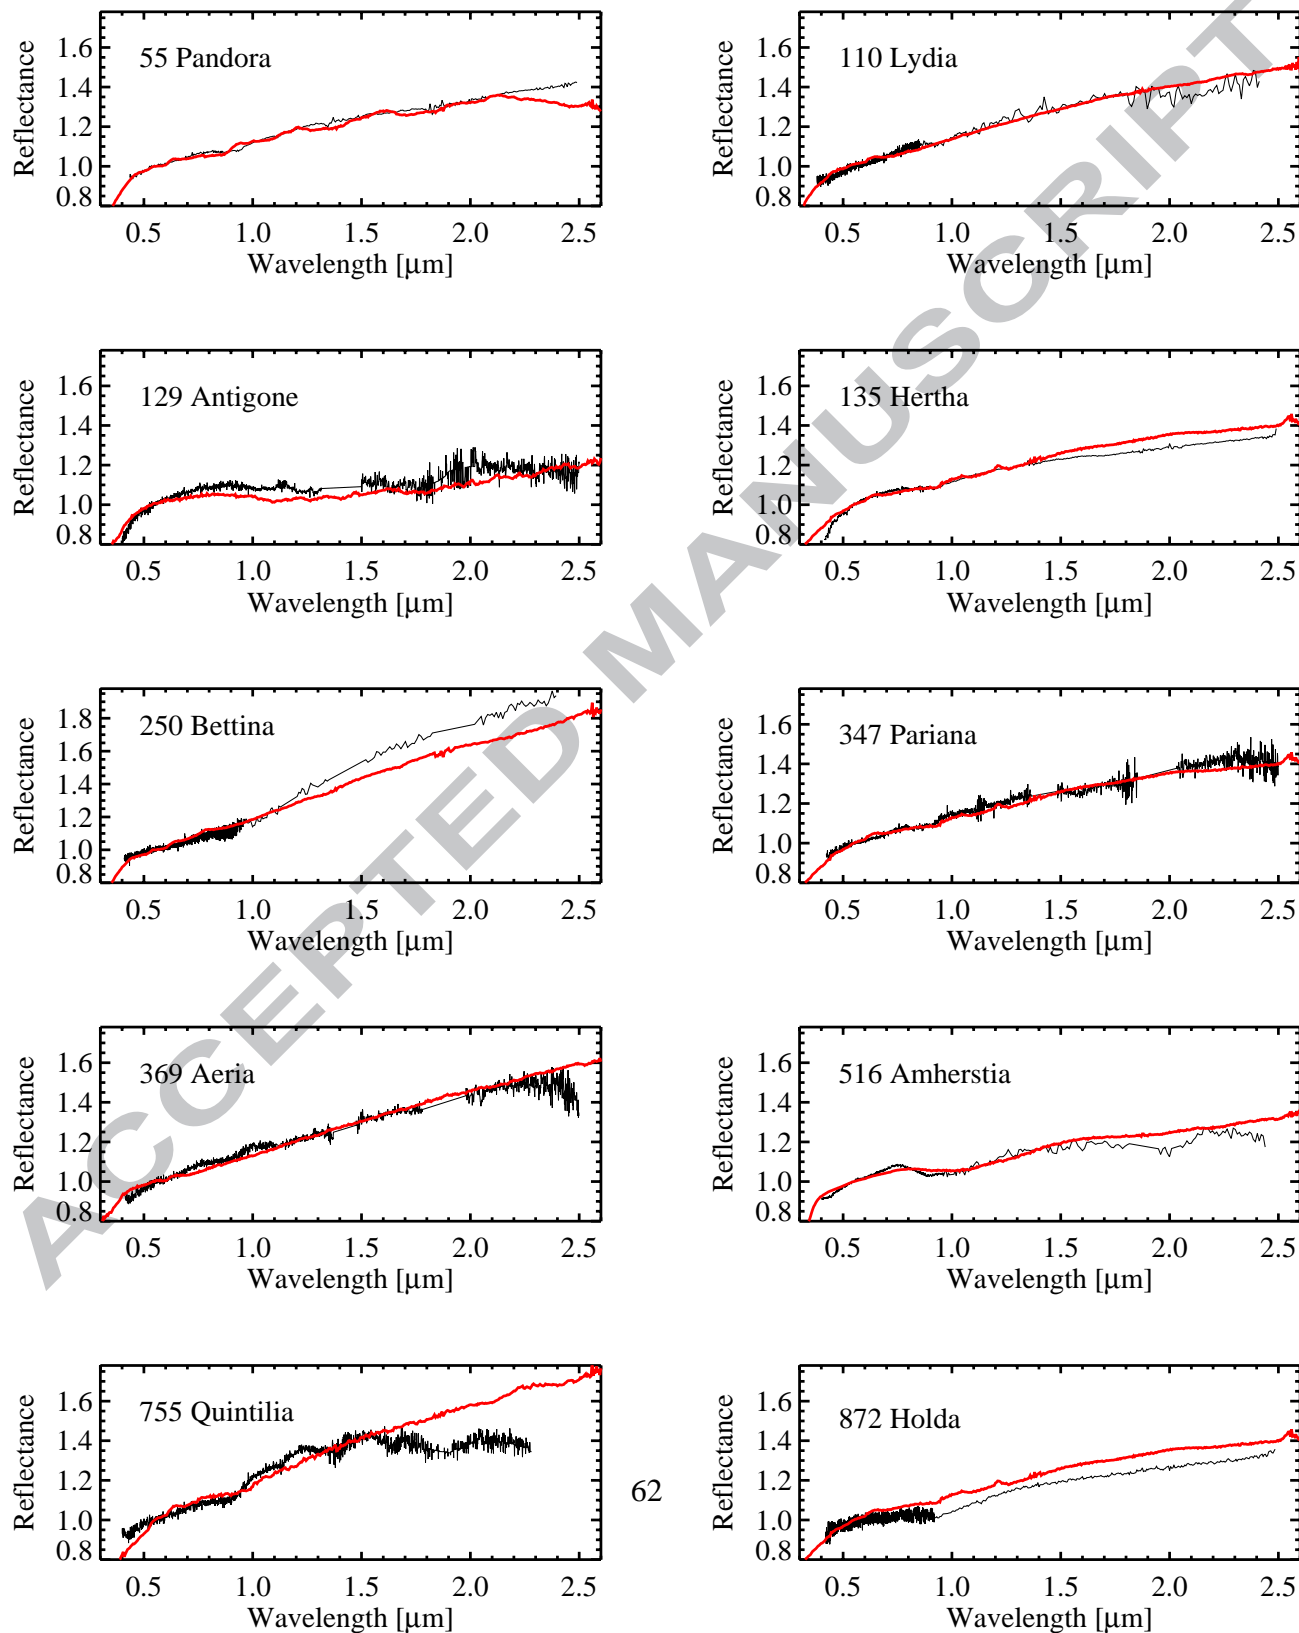 55 Pandora
Reflectance
1.6
1.4
1.2
1.0
0.8
0.5 1.0 1.5 2.0 2.5
Wavelength [μm]
110 Lydia
Reflectance
1.6
1.4
1.2
1.0
0.8
0.5 1.0 1.5 2.0 2.5
Wavelength [μm]
129 Antigone
Reflectance
1.6
1.4
1.2
1.0
0.8
0.5 1.0 1.5 2.0 2.5
Wavelength [μm]
135 Hertha
Reflectance
1.6
1.4
1.2
1.0
0.8
0.5 1.0 1.5 2.0 2.5
Wavelength [μm]
250 Bettina
Reflectance
1.8
1.6
1.4
1.2
1.0
0.8
0.5 1.0 1.5 2.0 2.5
Wavelength [μm]
347 Pariana
Reflectance
1.6
1.4
1.2
1.0
0.8
0.5 1.0 1.5 2.0 2.5
Wavelength [μm]
369 Aeria
Reflectance
1.6
1.4
1.2
1.0
0.8
0.5 1.0 1.5 2.0 2.5
Wavelength [μm]
516 Amherstia
Reflectance
1.6
1.4
1.2
1.0
0.8
0.5 1.0 1.5 2.0 2.5
Wavelength [μm]
755 Quintilia
Reflectance
1.6
1.4
1.2
1.0
0.8
0.5 1.0 1.5 2.0 2.5
Wavelength [μm]
872 Holda
Reflectance
1.6
1.4
1.2
1.0
0.8
0.5 1.0 1.5 2.0 2.5
Wavelength [μm]
62
ACCEPTED MANUSCRIPT